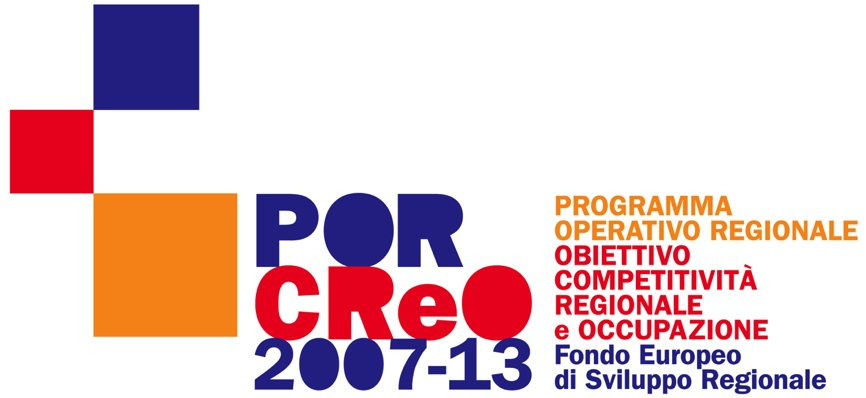 POR
CReO
2007-13
PROGRAMMA
OPERATIVO REGIONALE
OBIETTIVO
COMPETITIVITÀ
REGIONALE
e OCCUPAZIONE
Fondo Europeo
di Sviluppo Regionale